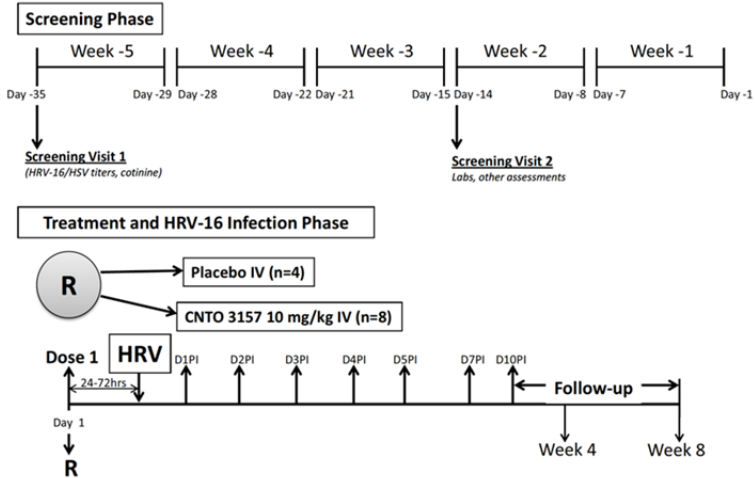 Screening Phase
Week -5 Week -4 Week -3 Week -2 Week -1
Day -35 Day -29 Day -28 Day -22 Day -21 Day -15 Day -14 Day -8 Day -7 Day -1
Screening Visit 1
(HRV-16/HSV titers, cotinine)
Screening Visit 2
Labs, other assessments
Treatment and HRV-16 Infection Phase
R
Placebo IV (n=4)
CNTO 3157 10 mg/kg IV (n=8)
Dose 1 HRV D1PI D2PI D3PI D4PI D5PI D7PI D10PI
24-72hrs
Follow-up
Day 1
Week 4 Week 8
R